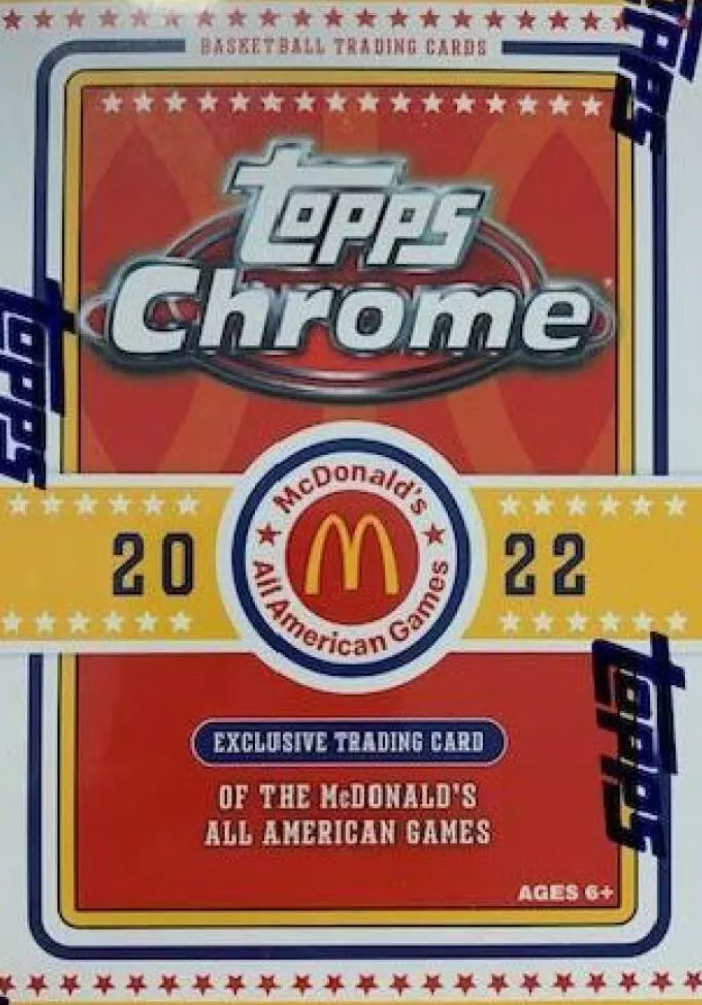 BASKETBALL TRADING CARDS
topps
Chrome
topps
topps
McDonald's
20 22
All American Games
topps
EXCLUSIVE TRADING CARD
OF THE McDONALD'S
ALL AMERICAN GAMES
AGES 6+